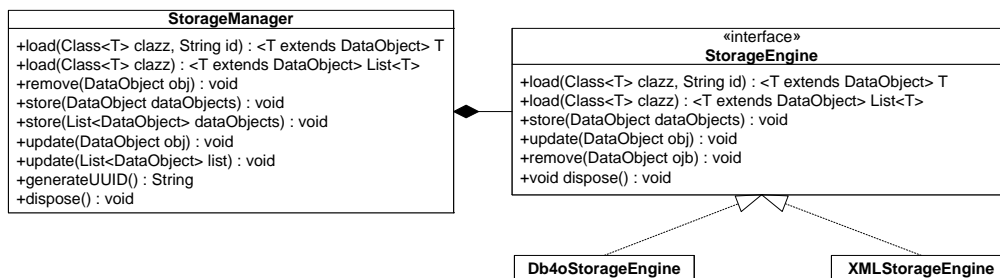 StorageManager
+load(Class<T> clazz, String id) : <T extends DataObject> T
+load(Class<T> clazz) : <T extends DataObject> List<T>
+remove(DataObject obj) : void
+store(DataObject dataObjects) : void
+store(List<DataObject> dataObjects) : void
+update(DataObject obj) : void
+update(List<DataObject> list) : void
+generateUUID() : String
+dispose() : void
«interface»
StorageEngine
+load(Class<T> clazz, String id) : <T extends DataObject> T
+load(Class<T> clazz) : <T extends DataObject> List<T>
+store(DataObject dataObjects) : void
+update(DataObject obj) : void
+remove(DataObject ojb) : void
+void dispose() : void
Db4oStorageEngine
XMLStorageEngine